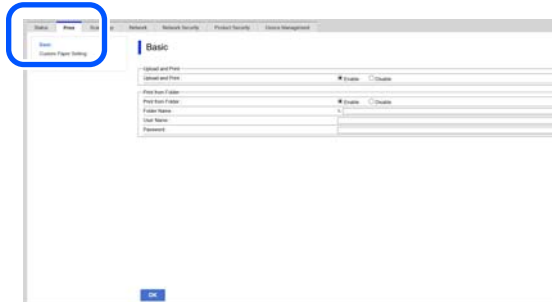 Status Print Network Network Security Product Security Device Management
Basic
Custom Paper Setting
Basic
Upload and Print
Upload and Print Enable Disable
Print from Folder
Print from Folder Enable Disable
Folder Name
User Name
Password
OK